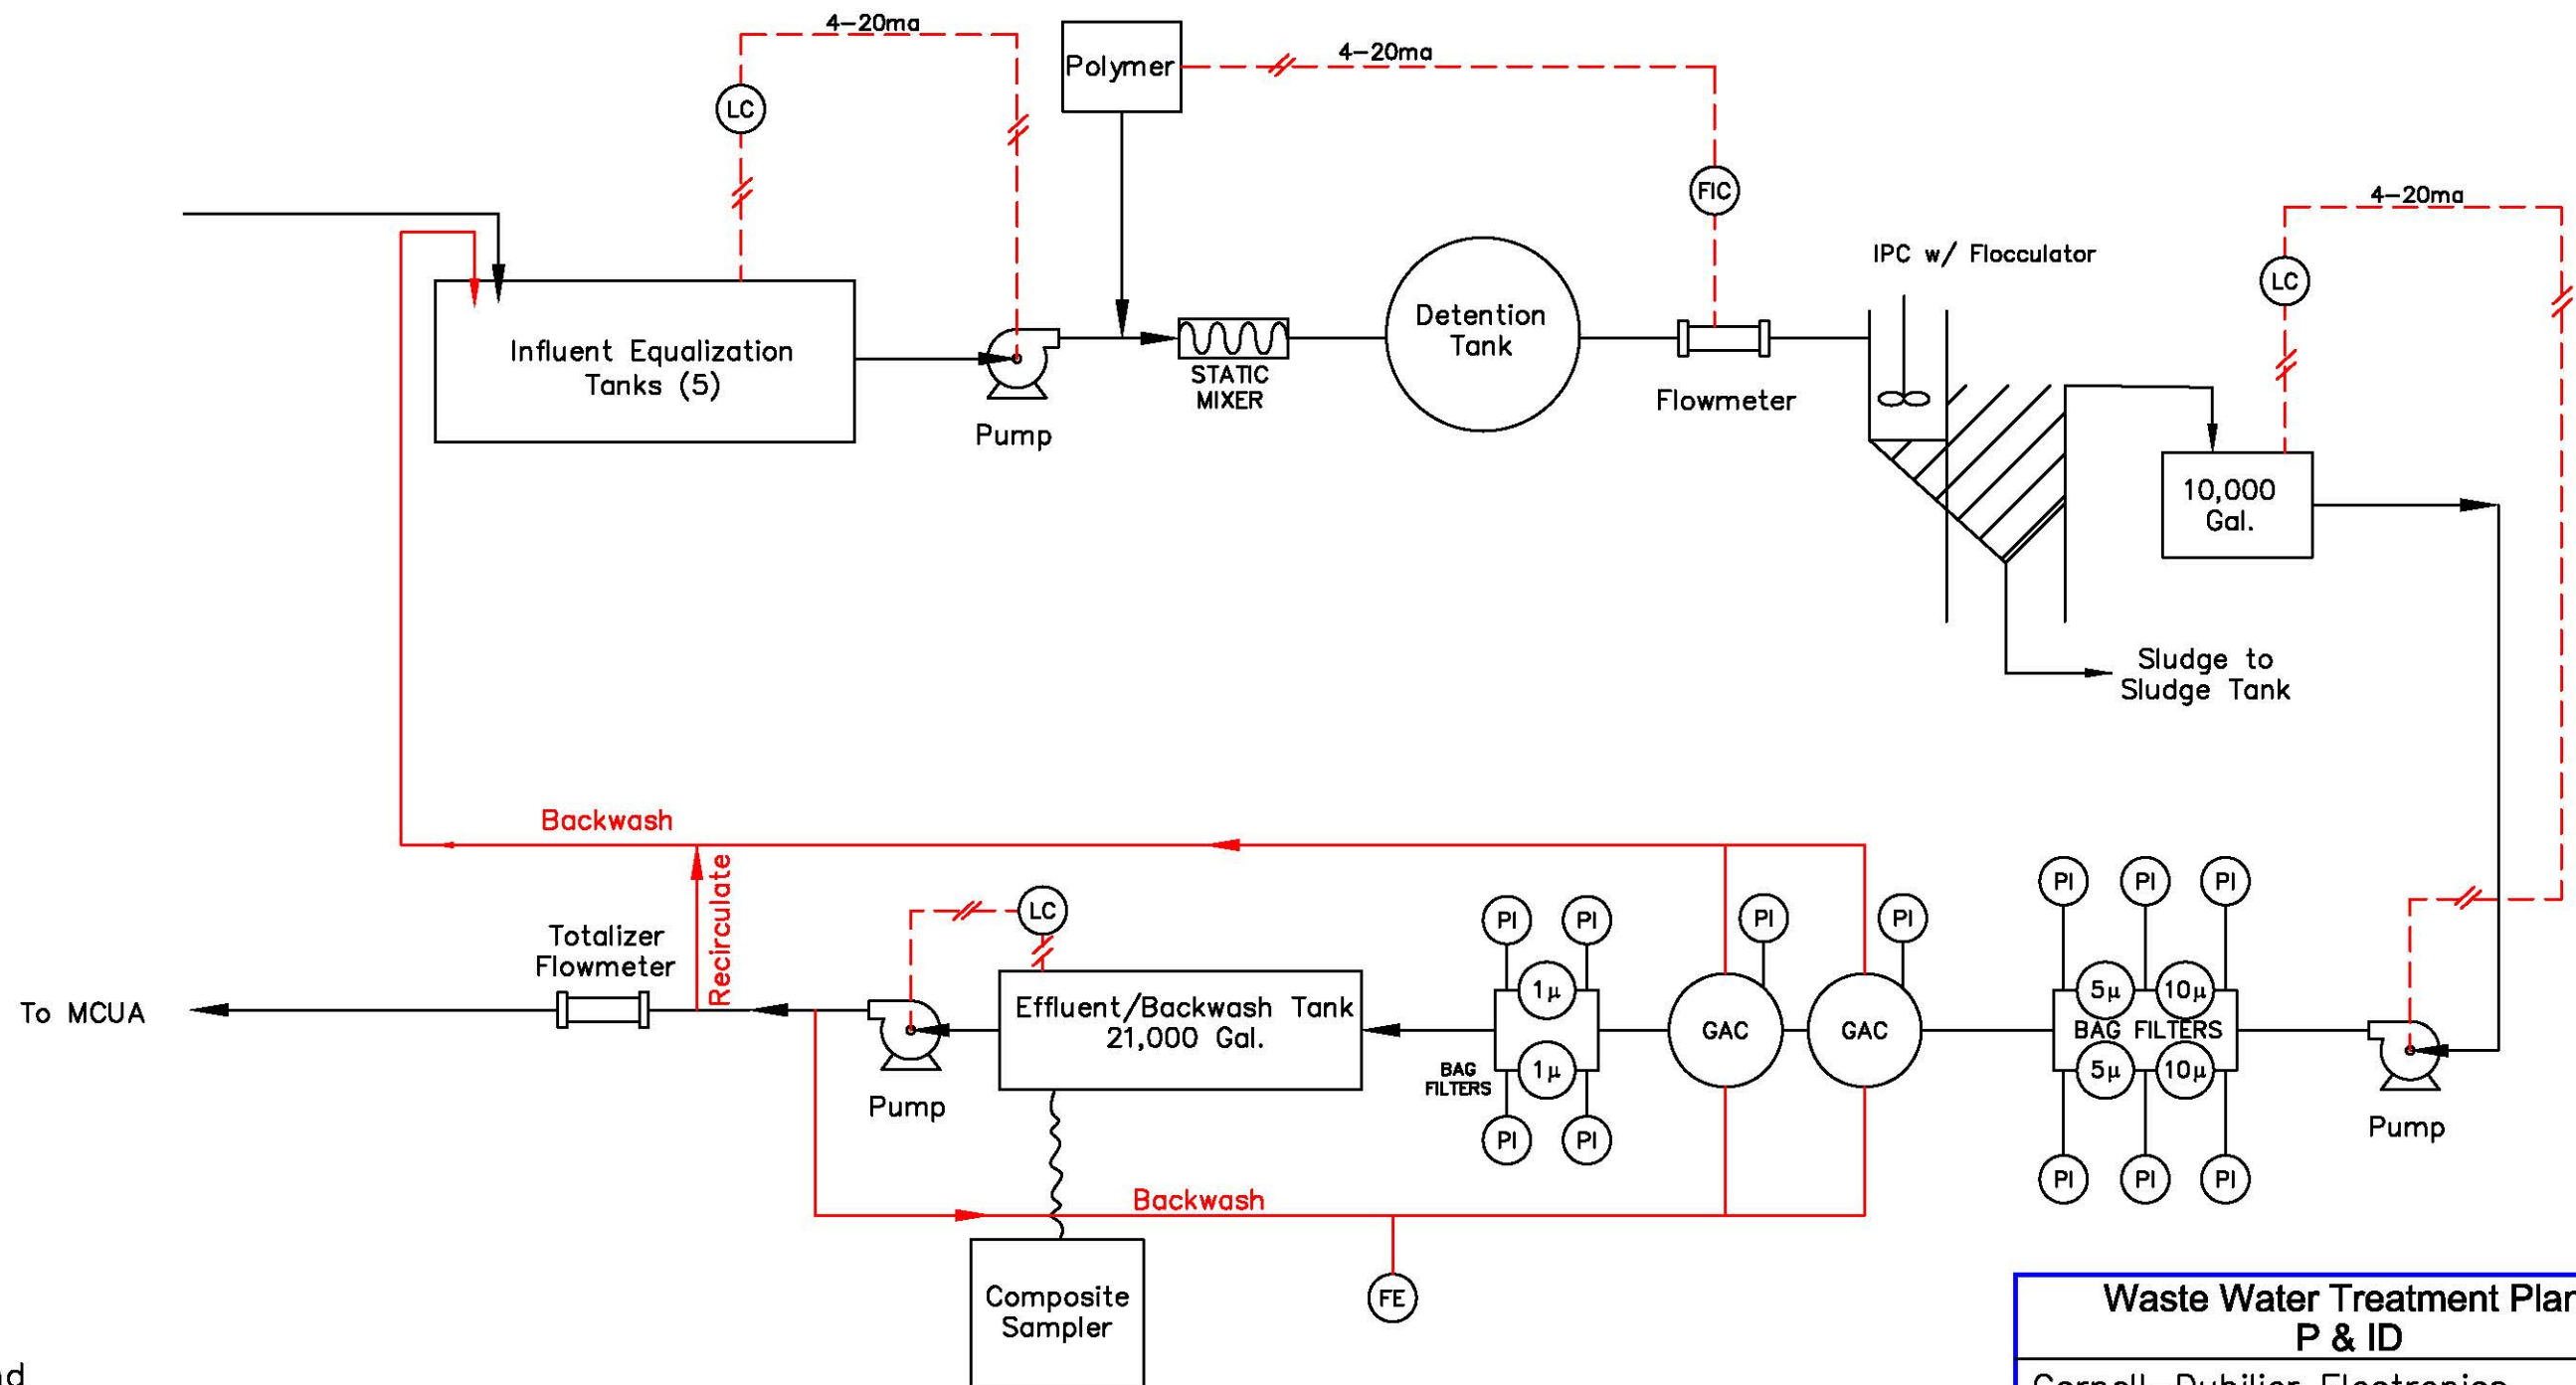 4-20ma
Polymer
4-20ma
LC
FIC
4-20ma
IPC w/ Flocculator
LC
Influent Equalization
Tanks (5)
Pump
STATIC
MIXER
Detention
Tank
Flowmeter
10,000
Gal.
Sludge to
Sludge Tank
Backwash
Recirculate
Totalizer
Flowmeter
To MCUA
LC
Pump
Effluent/Backwash Tank
21,000 Gal.
PI
PI
1µ
1µ
BAG
FILTERS
PI
PI
PI
PI
GAC
GAC
PI
PI
PI
5µ
10µ
BAG FILTERS
5µ
10µ
PI
PI
PI
Pump
Backwash
FE
Composite
Sampler
Waste Water Treatment Plan
P & ID
Cornell-Dubilier Electronics